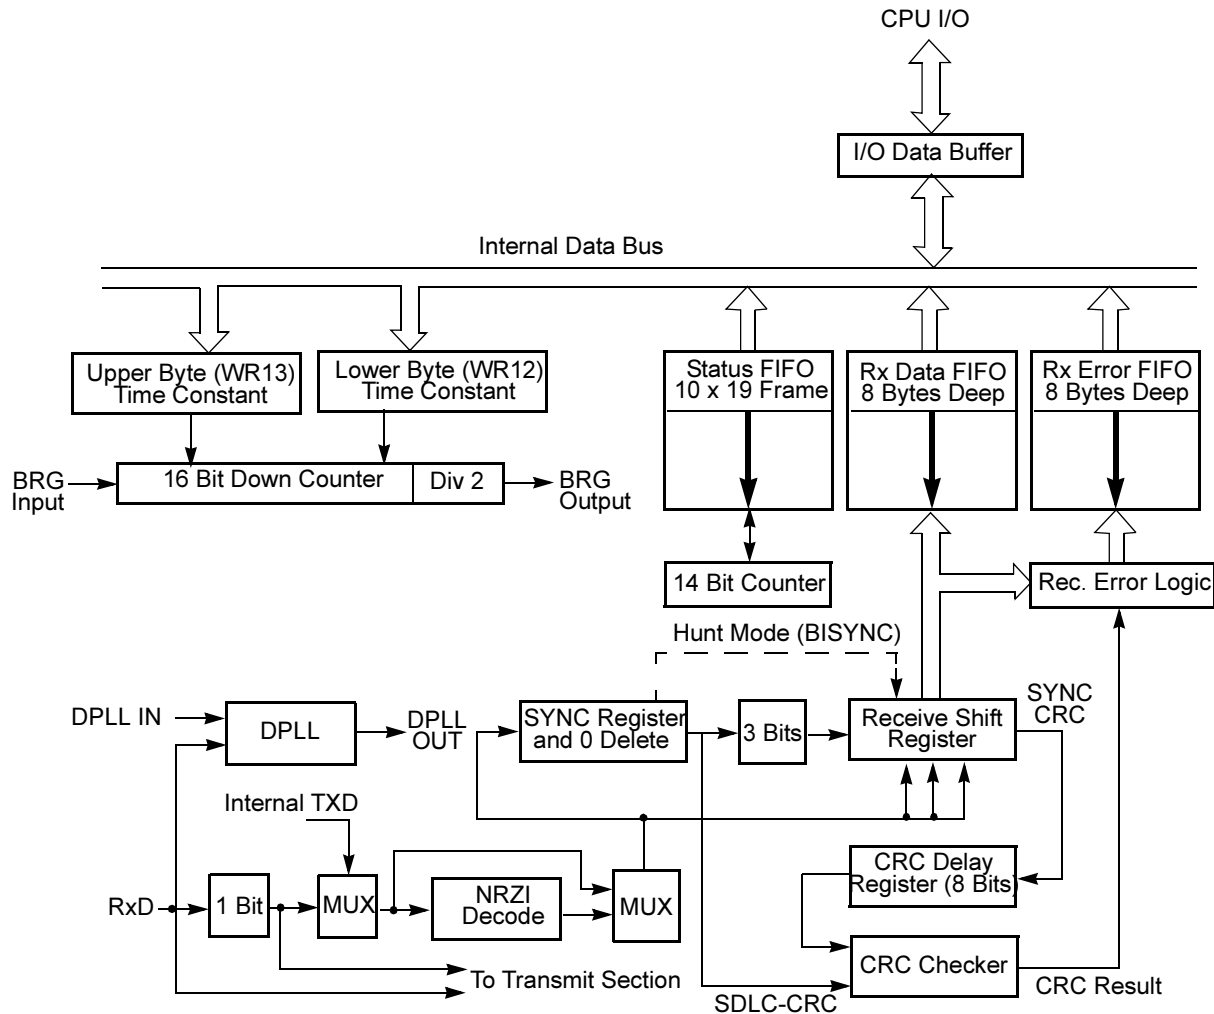 CPU I/O
I/O Data Buffer
Internal Data Bus
Upper Byte (WR13)
Time Constant
Lower Byte (WR12)
Time Constant
Status FIFO
10 x 19 Frame
Rx Data FIFO
8 Bytes Deep
Rx Error FIFO
8 Bytes Deep
BRG
Input
16 Bit Down Counter
Div 2
BRG
Output
14 Bit Counter
Rec. Error Logic
Hunt Mode (BISYNC)
DPLL IN
DPLL
DPLL
OUT
SYNC Register
and 0 Delete
3 Bits
Receive Shift
Register
SYNC
CRC
Internal TXD
RxD
1 Bit
MUX
NRZI
Decode
MUX
CRC Delay
Register (8 Bits)
To Transmit Section
CRC Checker
SDLC-CRC
CRC Result